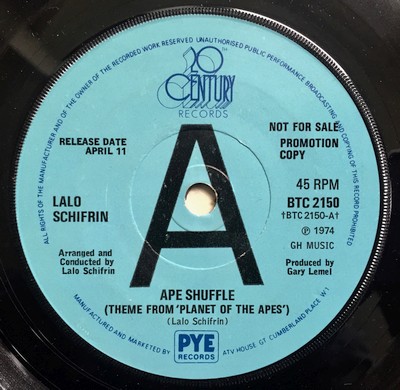 ALL RIGHTS OF THE MANUFACTURER AND OF THE OWNER OF THE RECORDED WORK RESERVED UNAUTHORISED PUBLIC PERFORMANCE BROADCASTING AND COPYING OF THIS RECORD PROHIBITED
20TH
CENTURY
RECORDS
RELEASE DATE
APRIL 11
NOT FOR SALE
PROMOTION
COPY
A
LALO
SCHIFRIN
45 RPM
BTC 2150
†BTC 2150-A†
℗ 1974
GH MUSIC
Arranged and
Conducted by
Lalo Schifrin
Produced by
Gary Lemel
APE SHUFFLE
(THEME FROM 'PLANET OF THE APES')
(Lalo Schifrin)
MANUFACTURED AND MARKETED BY
PYE
RECORDS
ATV HOUSE GT CUMBERLAND PLACE W1